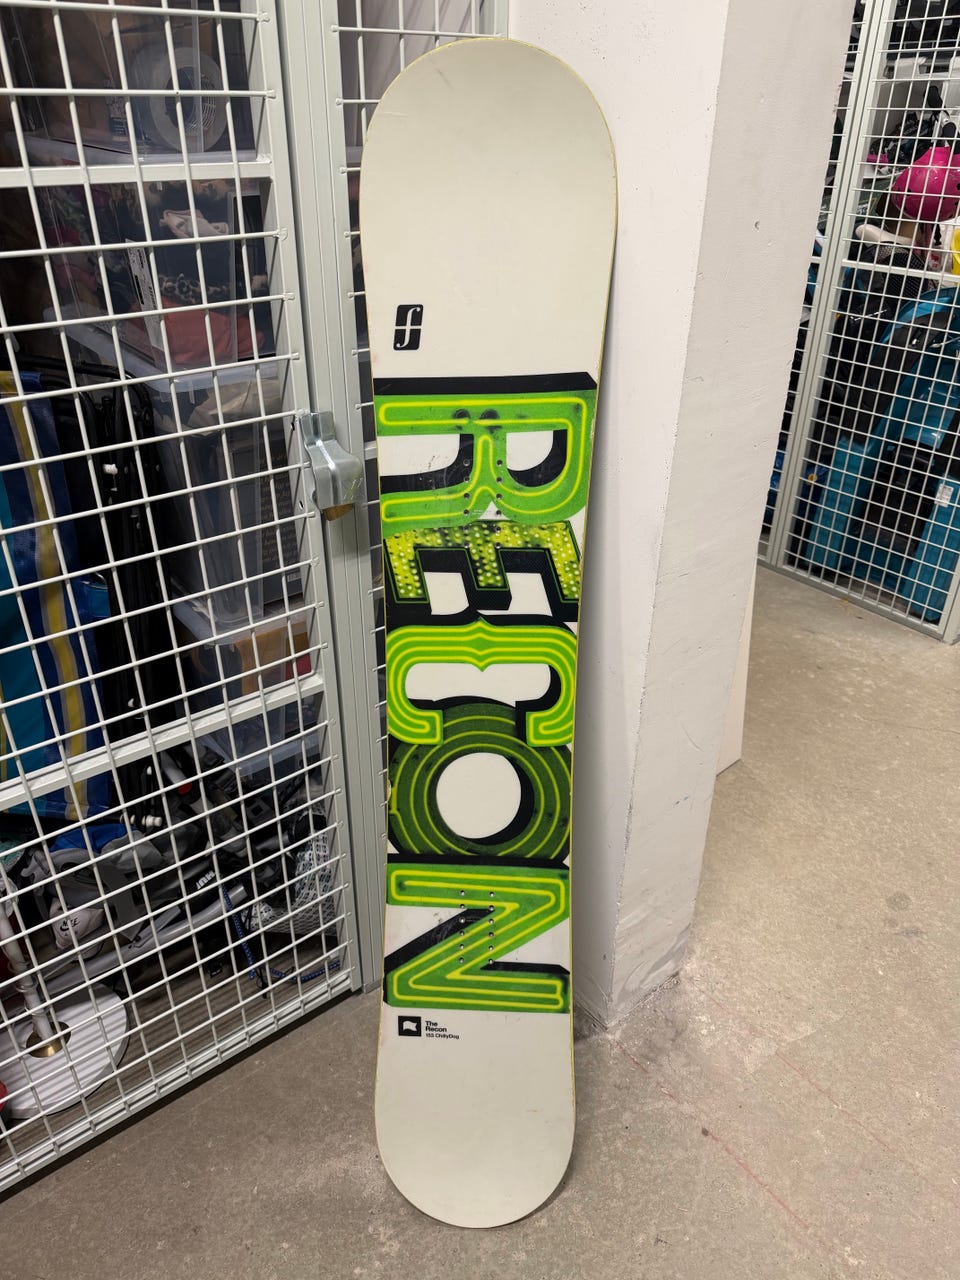 RECON
The
Recon
153 ChillyDog